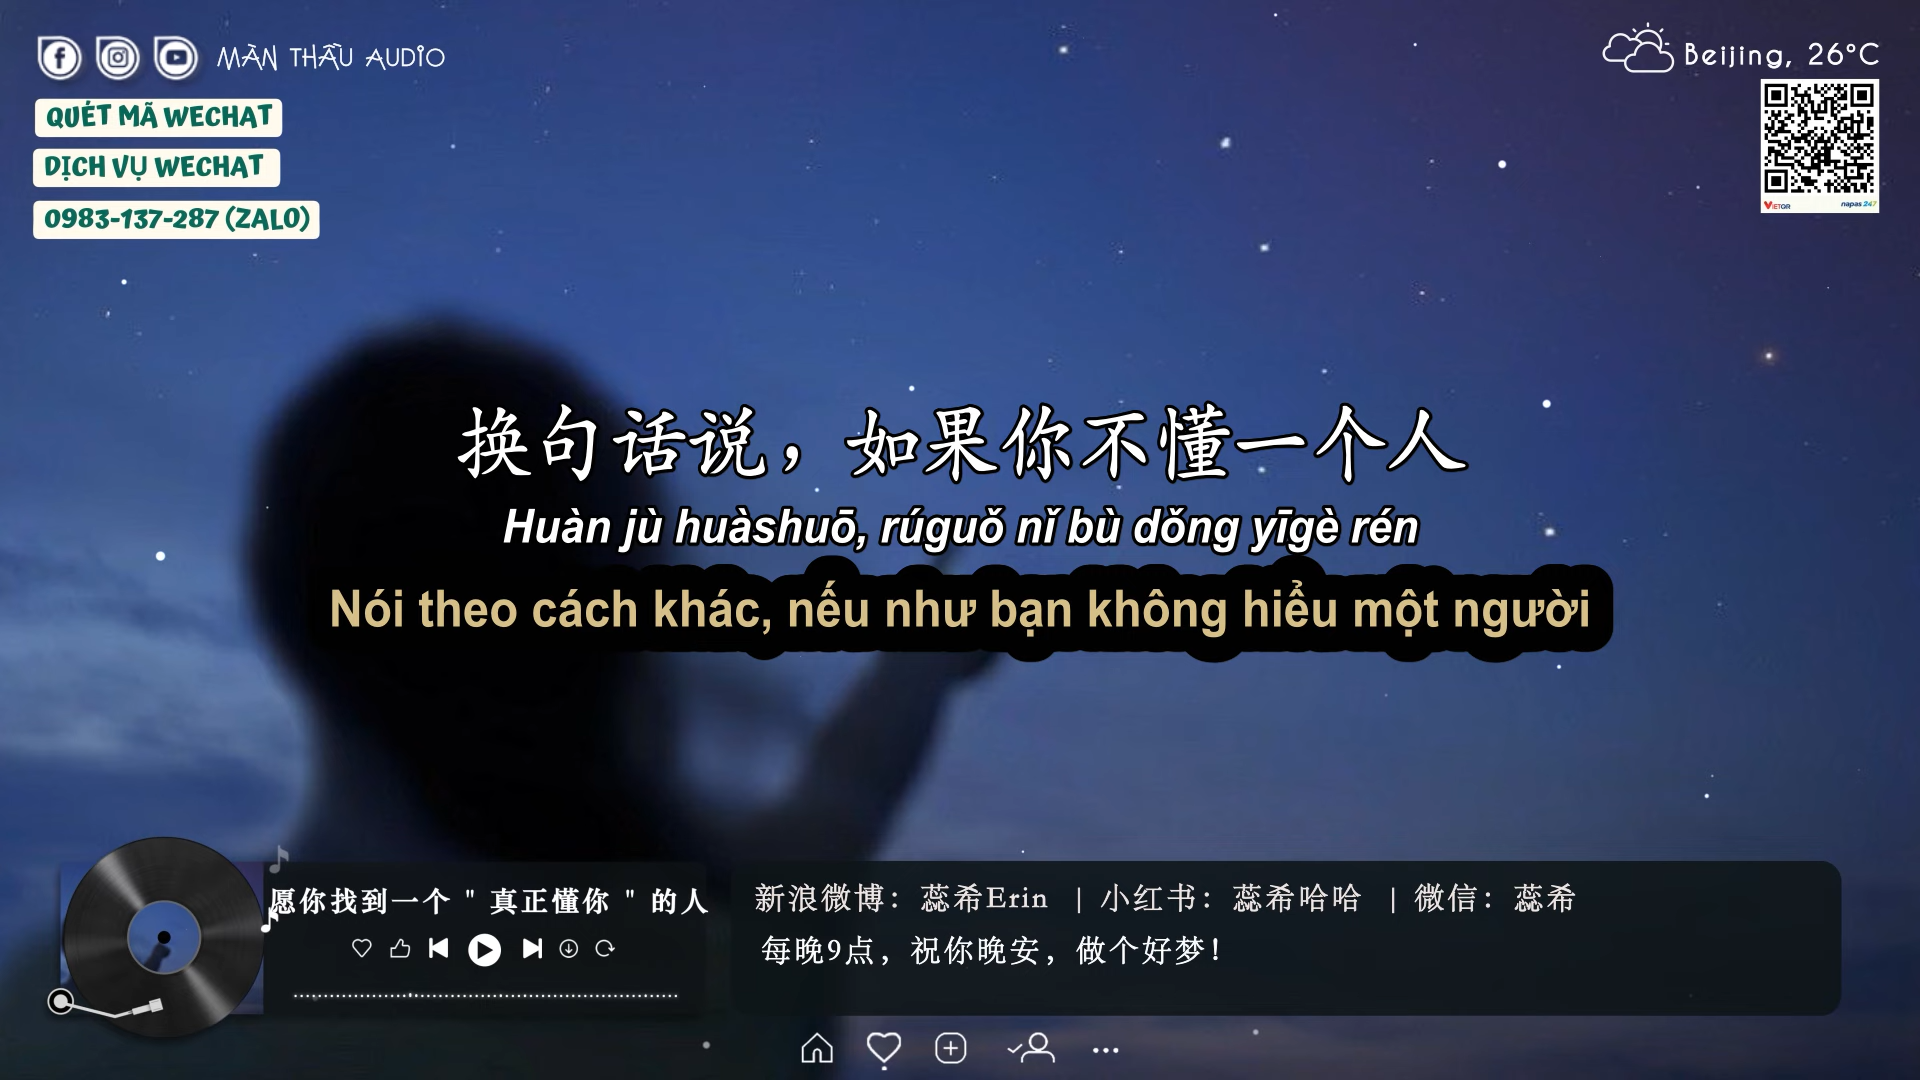 MÀN THẦU AUDIO
Beijing, 26°C
QUÉT MÃ WECHAT
DỊCH VỤ WECHAT
0983-137-287 (ZALO)
VIETQR
napas 247
换句话说，如果你不懂一个人
Huàn jù huàshuō, rúguǒ nǐ bù dǒng yīgè rén
Nói theo cách khác, nếu như bạn không hiểu một người
愿你找到一个 " 真正懂你 " 的人
新浪微博：蕊希Erin ｜小红书：蕊希哈哈 ｜微信：蕊希
每晚9点，祝你晚安，做个好梦！